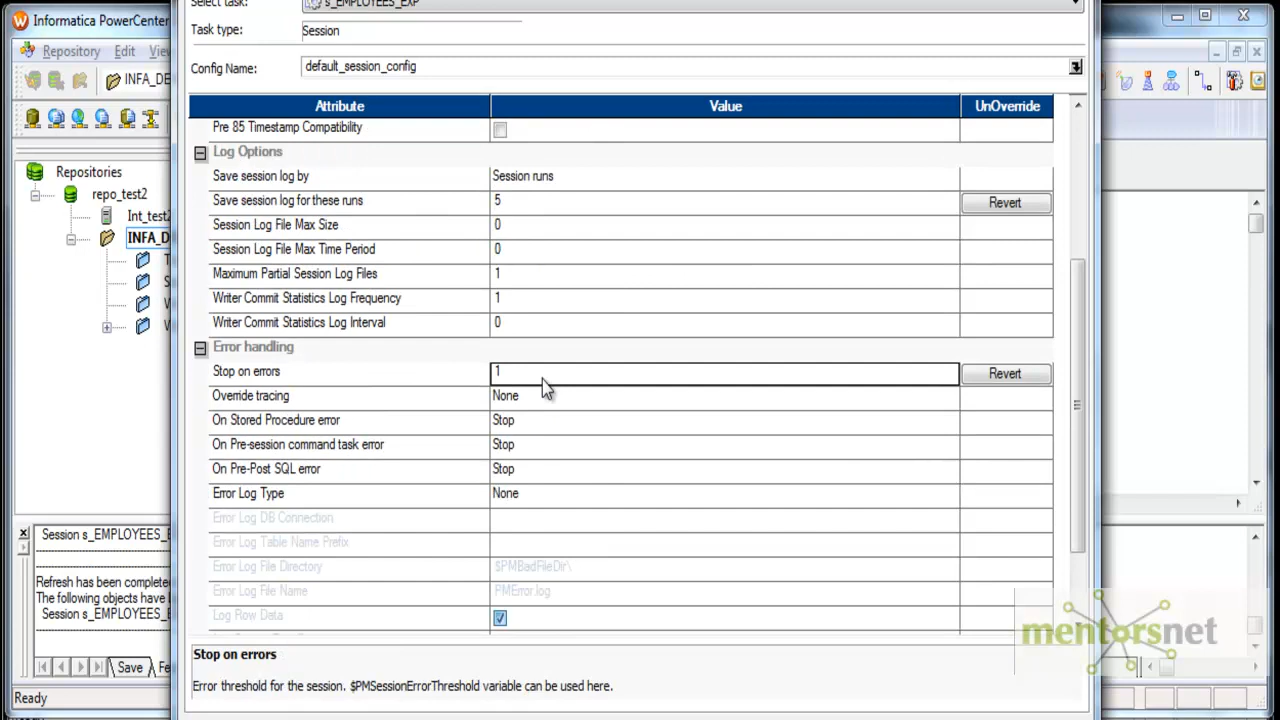 Informatica PowerCenter
Select task:
s_EMPLOYEES_EXP
Task type:
Session
Config Name:
default_session_config
Repository
Edit
INFA_DE
Attribute
Value
UnOverride
Pre 85 Timestamp Compatibility
Log Options
Save session log by
Session runs
Save session log for these runs
5
Revert
Session Log File Max Size
0
Session Log File Max Time Period
0
Maximum Partial Session Log Files
1
Writer Commit Statistics Log Frequency
1
Writer Commit Statistics Log Interval
0
Error handling
Stop on errors
1
Revert
Override tracing
None
On Stored Procedure error
Stop
On Pre-session command task error
Stop
On Pre-Post SQL error
Stop
Error Log Type
None
Error Log DB Connection
Error Log Table Name Prefix
Error Log File Directory
$PMBadFileDir\
Error Log File Name
PMError.log
Log Row Data
Repositories
repo_test2
Int_test2
INFA_D
Session s_EMPLOYEES_E
Refresh has been complete
The following objects have b
Session s_EMPLOYEES_E
Save
Ready
Stop on errors
Error threshold for the session. $PMSessionErrorThreshold variable can be used here.
mentorsnet